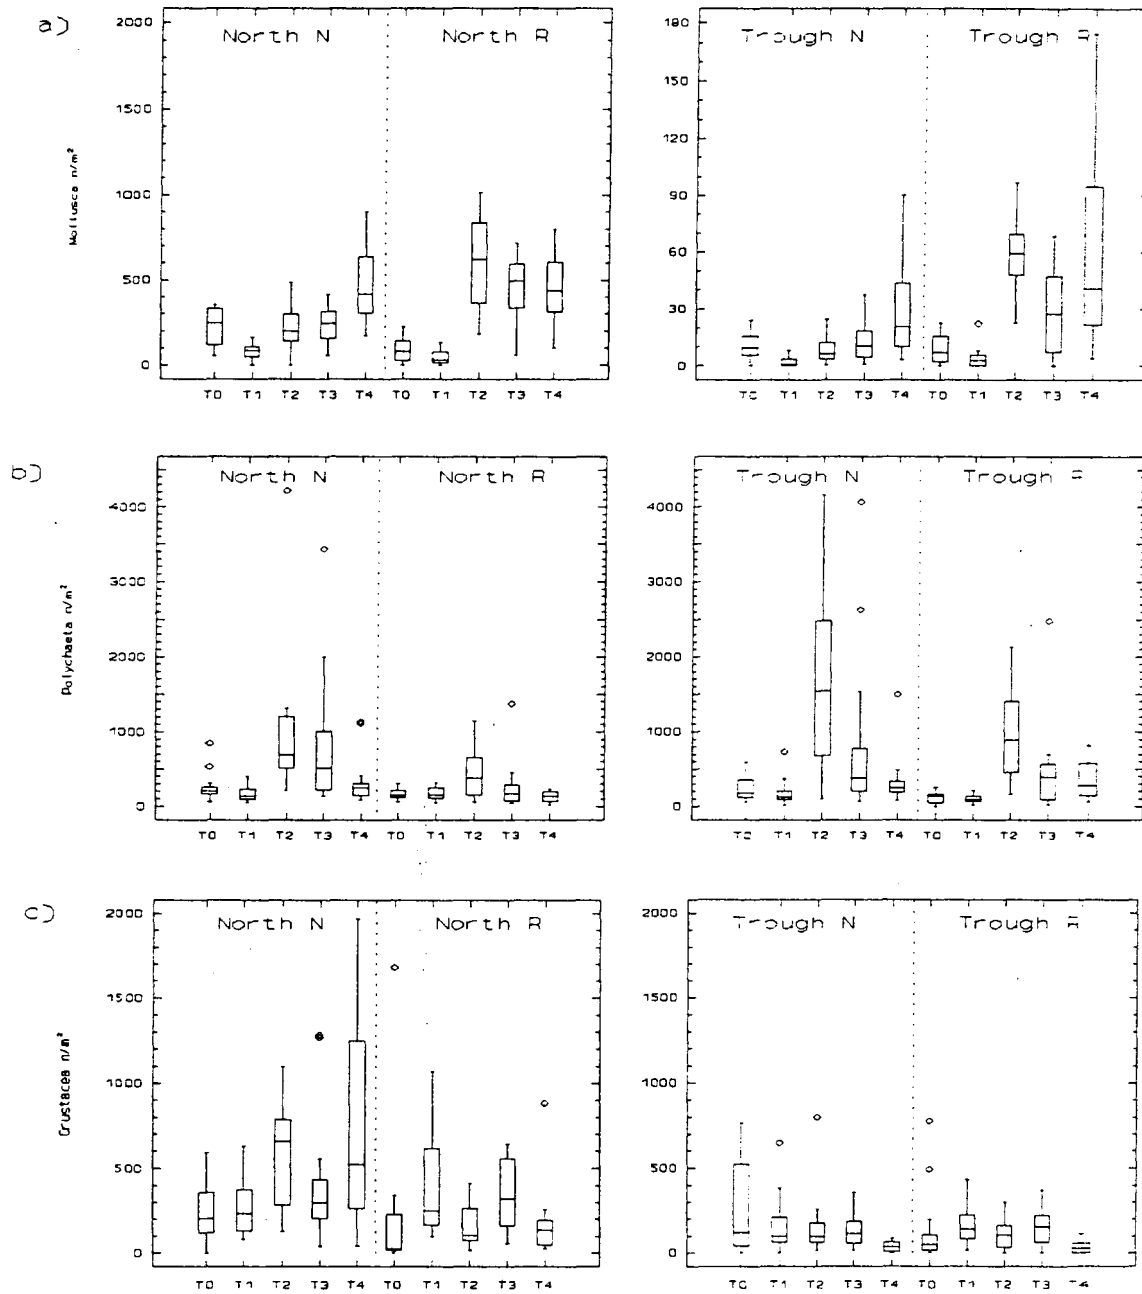 a)
North N North R
Trough N Trough R
Mollusca n/m²
2000
1500
1000
500
0
180
150
120
90
60
30
0
T0 T1 T2 T3 T4 T0 T1 T2 T3 T4
T0 T1 T2 T3 T4 T0 T1 T2 T3 T4
b)
North N North R
Trough N Trough R
Polychaeta n/m²
4000
3000
2000
1000
0
4000
3000
2000
1000
0
T0 T1 T2 T3 T4 T0 T1 T2 T3 T4
T0 T1 T2 T3 T4 T0 T1 T2 T3 T4
c)
North N North R
Trough N Trough R
Crustacea n/m²
2000
1500
1000
500
0
2000
1500
1000
500
0
T0 T1 T2 T3 T4 T0 T1 T2 T3 T4
T0 T1 T2 T3 T4 T0 T1 T2 T3 T4